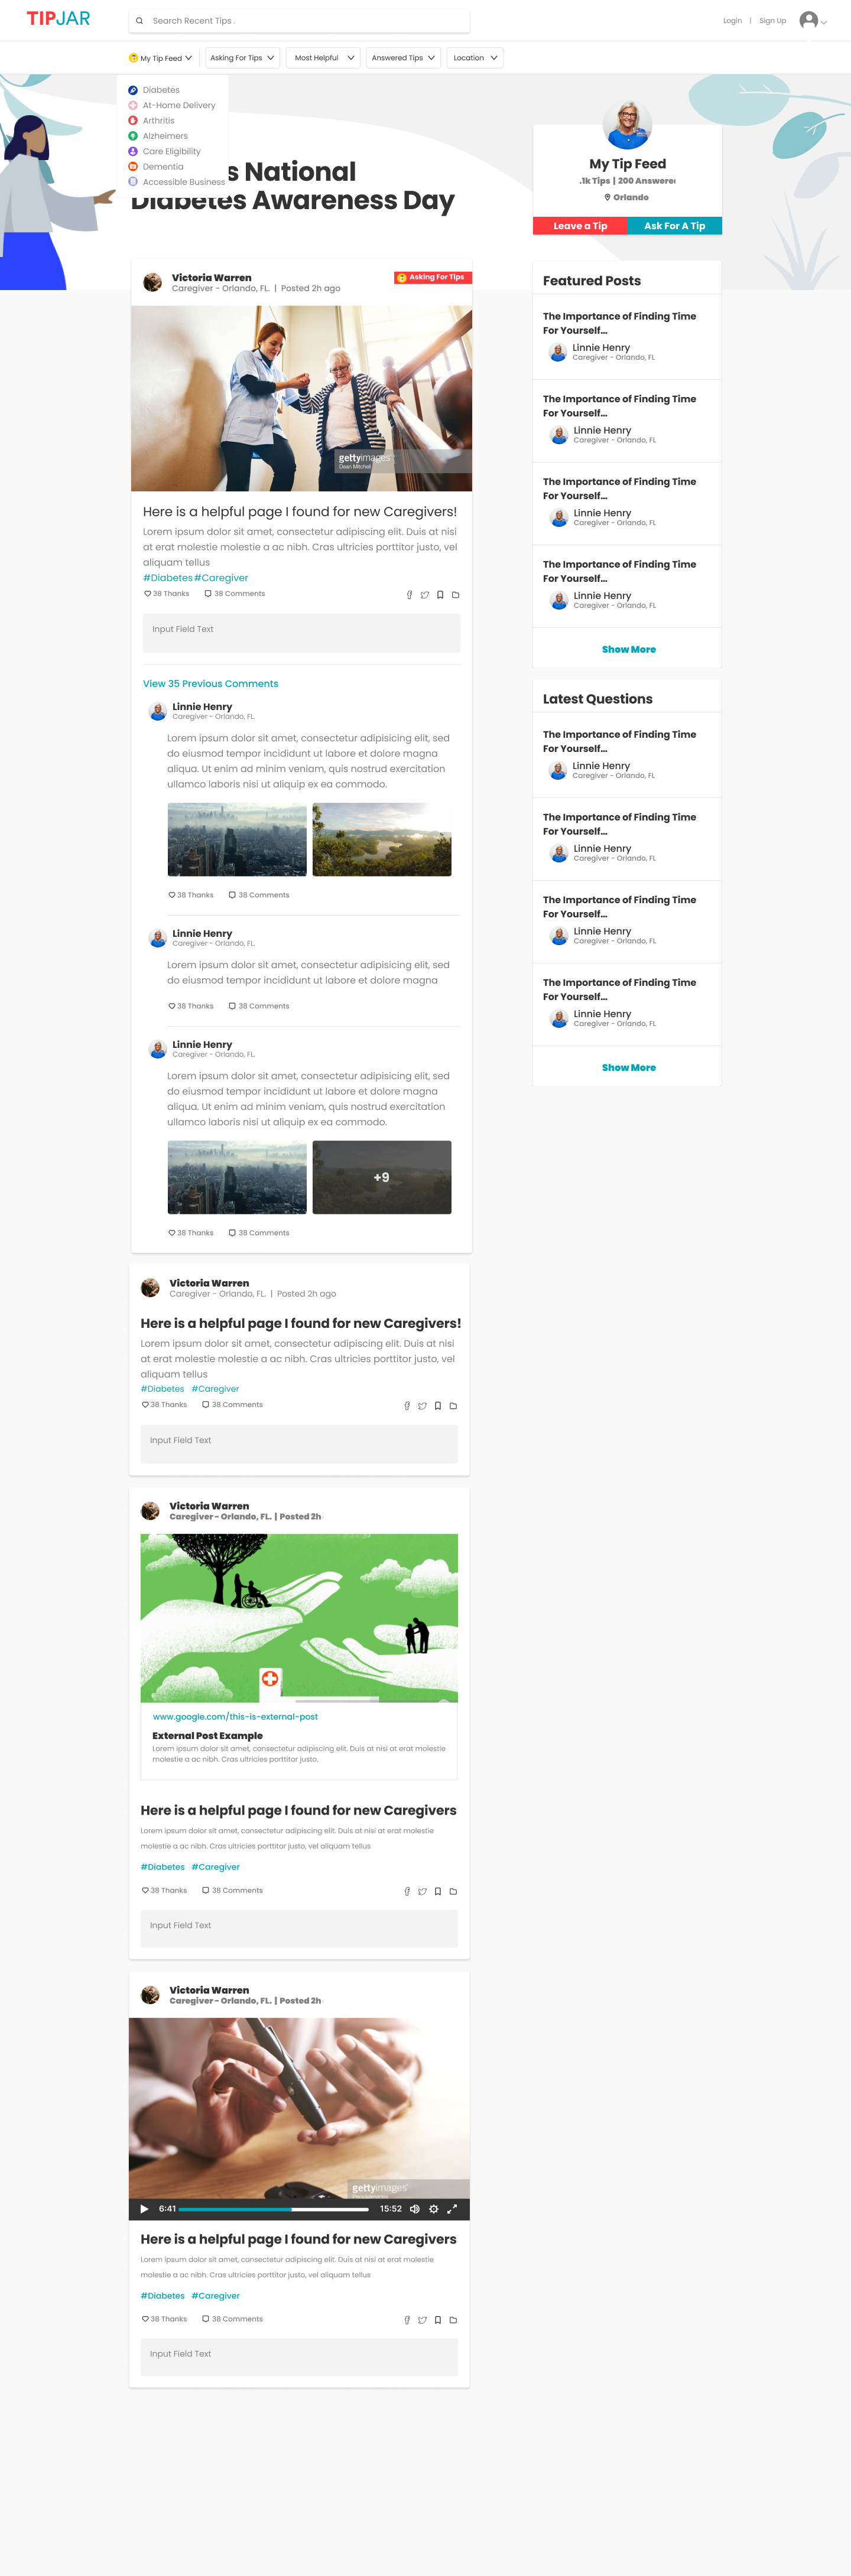 TIPJAR
Search Recent Tips .
Login | Sign Up
My Tip Feed
Asking For Tips
Most Helpful
Answered Tips
Location
Diabetes
At-Home Delivery
Arthritis
Alzheimers
Care Eligibility
Dementia
Accessible Business
s National
Diabetes Awareness Day
My Tip Feed
.1k Tips | 200 Answered
Orlando
Leave a Tip
Ask For A Tip
Victoria Warren
Caregiver - Orlando, FL. | Posted 2h ago
Asking For Tips
gettyimages
Dean Mitchell
Here is a helpful page I found for new Caregivers!
Lorem ipsum dolor sit amet, consectetur adipiscing elit. Duis at nisi
at erat molestie molestie a ac nibh. Cras ultricies porttitor justo, vel
aliquam tellus
#Diabetes #Caregiver
38 Thanks
38 Comments
Input Field Text
View 35 Previous Comments
Linnie Henry
Caregiver - Orlando, FL.
Lorem ipsum dolor sit amet, consectetur adipisicing elit, sed
do eiusmod tempor incididunt ut labore et dolore magna
aliqua. Ut enim ad minim veniam, quis nostrud exercitation
ullamco laboris nisi ut aliquip ex ea commodo.
38 Thanks
38 Comments
Linnie Henry
Caregiver - Orlando, FL.
Lorem ipsum dolor sit amet, consectetur adipisicing elit, sed
do eiusmod tempor incididunt ut labore et dolore magna
38 Thanks
38 Comments
Linnie Henry
Caregiver - Orlando, FL.
Lorem ipsum dolor sit amet, consectetur adipisicing elit, sed
do eiusmod tempor incididunt ut labore et dolore magna
aliqua. Ut enim ad minim veniam, quis nostrud exercitation
ullamco laboris nisi ut aliquip ex ea commodo.
+9
38 Thanks
38 Comments
Victoria Warren
Caregiver - Orlando, FL. | Posted 2h ago
Here is a helpful page I found for new Caregivers!
Lorem ipsum dolor sit amet, consectetur adipiscing elit. Duis at nisi
at erat molestie molestie a ac nibh. Cras ultricies porttitor justo, vel
aliquam tellus
#Diabetes #Caregiver
38 Thanks
38 Comments
Input Field Text
Victoria Warren
Caregiver - Orlando, FL. | Posted 2h
www.google.com/this-is-external-post
External Post Example
Lorem ipsum dolor sit amet, consectetur adipiscing elit. Duis at nisi at erat molestie
molestie a ac nibh. Cras ultricies porttitor justo.
Here is a helpful page I found for new Caregivers
Lorem ipsum dolor sit amet, consectetur adipiscing elit. Duis at nisi at erat molestie
molestie a ac nibh. Cras ultricies porttitor justo, vel aliquam tellus
#Diabetes #Caregiver
38 Thanks
38 Comments
Input Field Text
Victoria Warren
Caregiver - Orlando, FL. | Posted 2h
gettyimages
6:41
15:52
Here is a helpful page I found for new Caregivers
Lorem ipsum dolor sit amet, consectetur adipiscing elit. Duis at nisi at erat molestie
molestie a ac nibh. Cras ultricies porttitor justo, vel aliquam tellus
#Diabetes #Caregiver
38 Thanks
38 Comments
Input Field Text
Featured Posts
The Importance of Finding Time
For Yourself...
Linnie Henry
Caregiver - Orlando, FL
The Importance of Finding Time
For Yourself...
Linnie Henry
Caregiver - Orlando, FL
The Importance of Finding Time
For Yourself...
Linnie Henry
Caregiver - Orlando, FL
The Importance of Finding Time
For Yourself...
Linnie Henry
Caregiver - Orlando, FL
Show More
Latest Questions
The Importance of Finding Time
For Yourself...
Linnie Henry
Caregiver - Orlando, FL
The Importance of Finding Time
For Yourself...
Linnie Henry
Caregiver - Orlando, FL
The Importance of Finding Time
For Yourself...
Linnie Henry
Caregiver - Orlando, FL
The Importance of Finding Time
For Yourself...
Linnie Henry
Caregiver - Orlando, FL
Show More